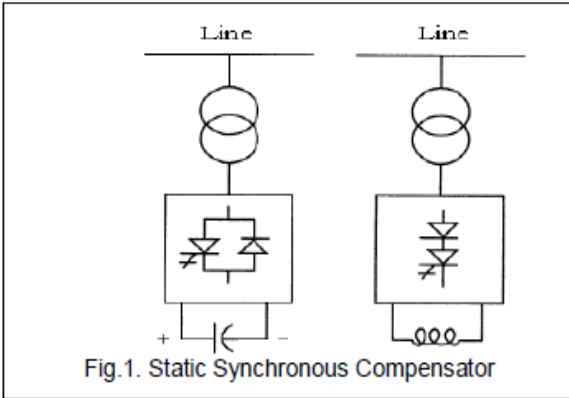 Line Line
+ −
Fig.1. Static Synchronous Compensator